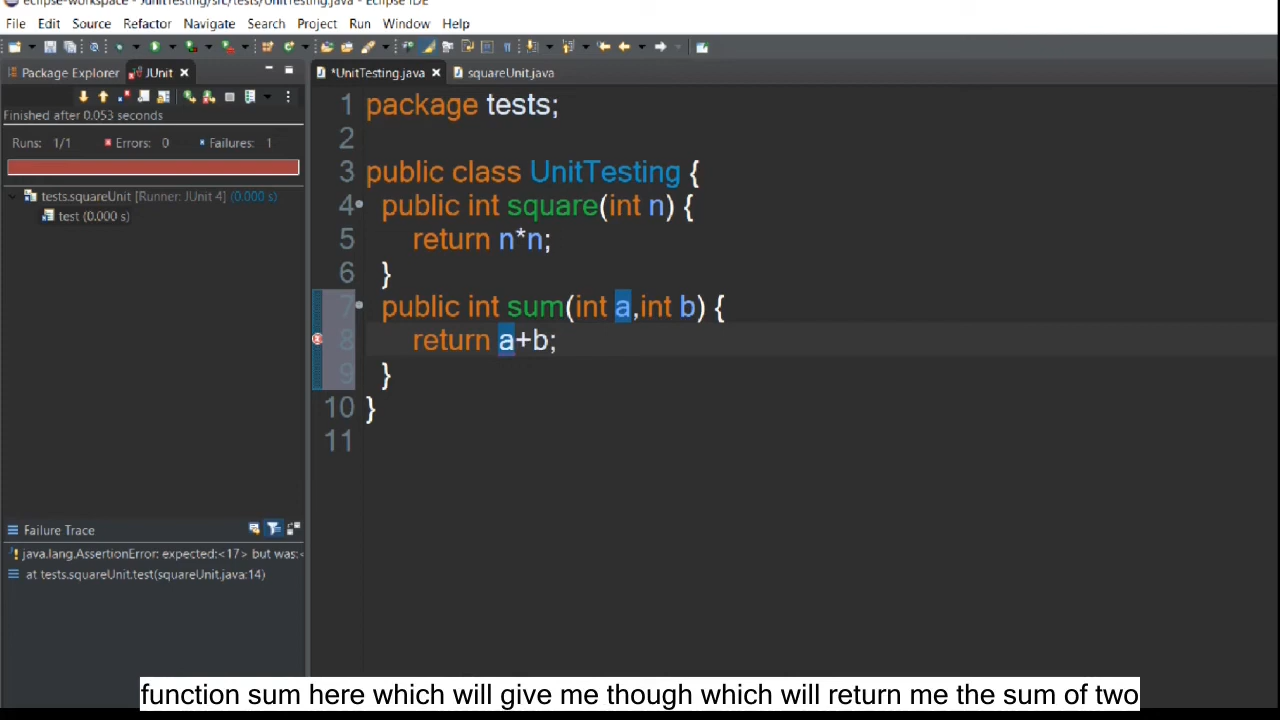 eclipse-workspace - JunitTesting/src/tests/UnitTesting.java - Eclipse IDE
File Edit Source Refactor Navigate Search Project Run Window Help
Package Explorer JUnit *UnitTesting.java squareUnit.java
Finished after 0.053 seconds
Runs: 1/1 Errors: 0 Failures: 1
tests.squareUnit [Runner: JUnit 4] (0.000 s)
test (0.000 s)
1 package tests;
2
3 public class UnitTesting {
4 public int square(int n) {
5 return n*n;
6 }
7 public int sum(int a,int b) {
8 return a+b;
9 }
10 }
11
Failure Trace
java.lang.AssertionError: expected:<17> but was:<
at tests.squareUnit.test(squareUnit.java:14)
function sum here which will give me though which will return me the sum of two